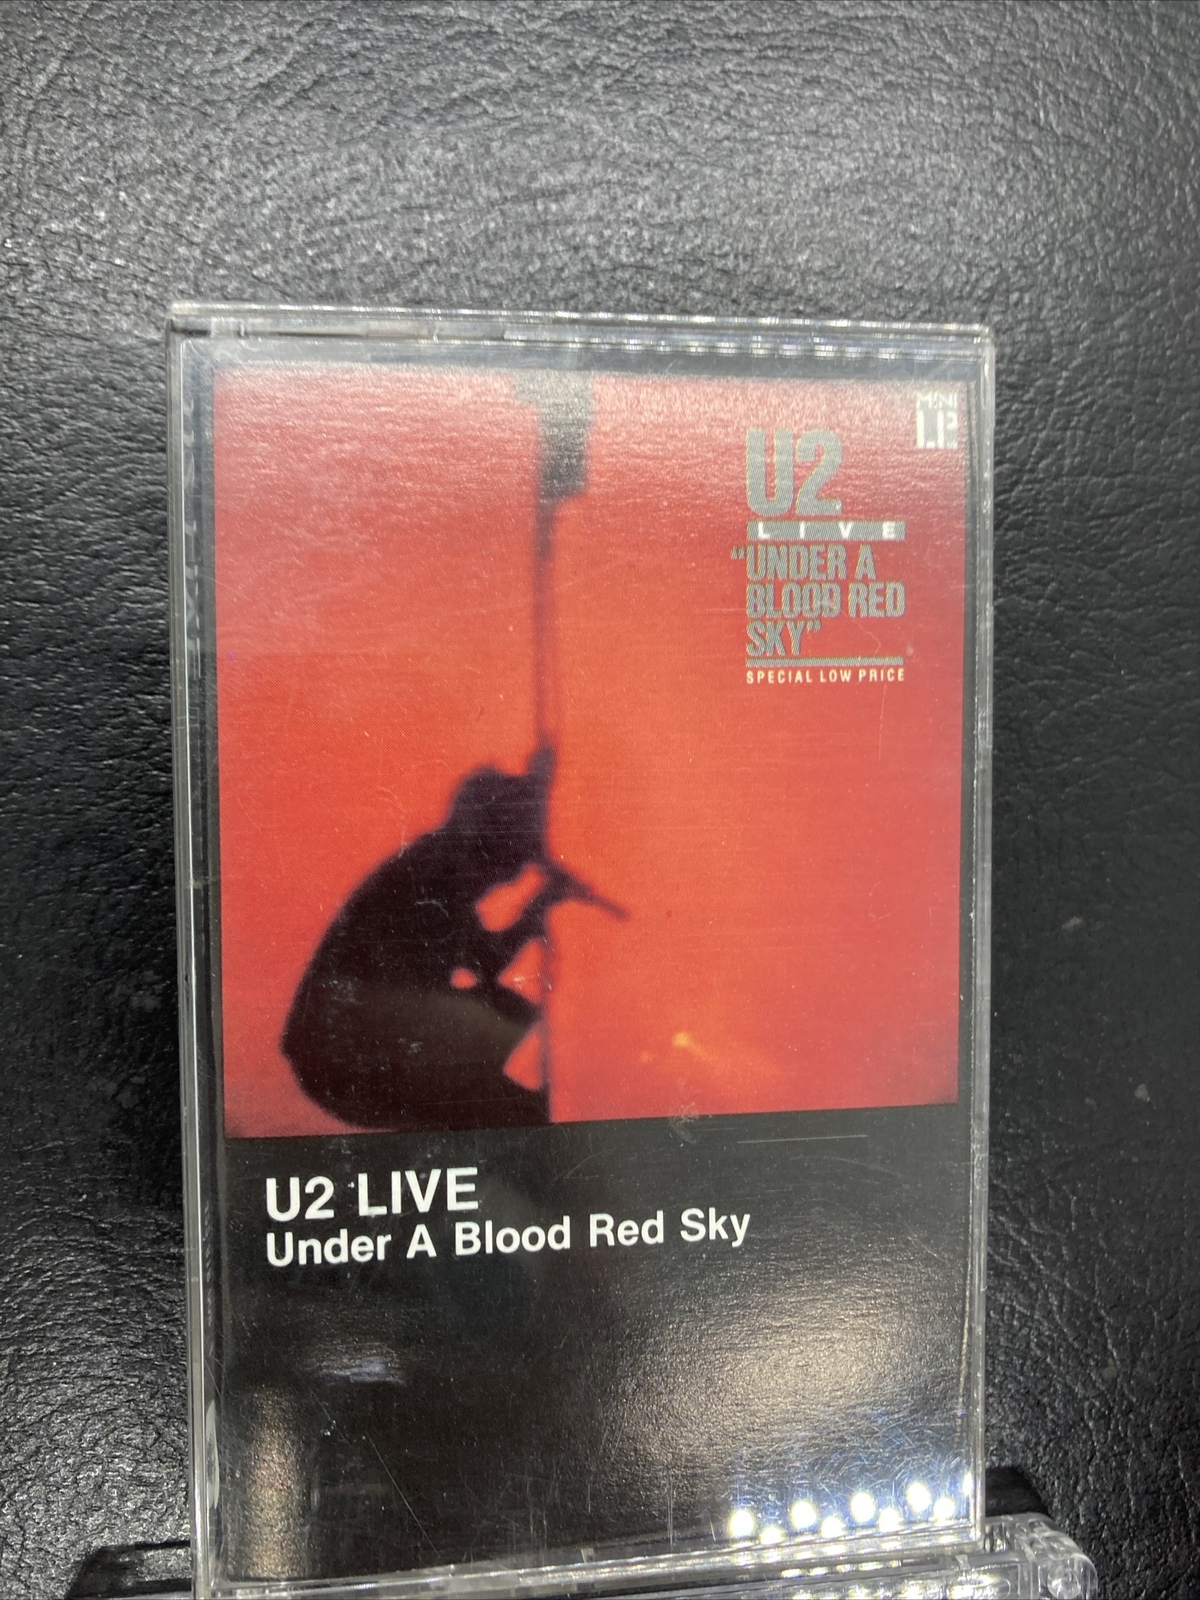 MINI
LP
U2
LIVE
“UNDER A
BLOOD RED
SKY”
SPECIAL LOW PRICE
U2 LIVE
Under A Blood Red Sky